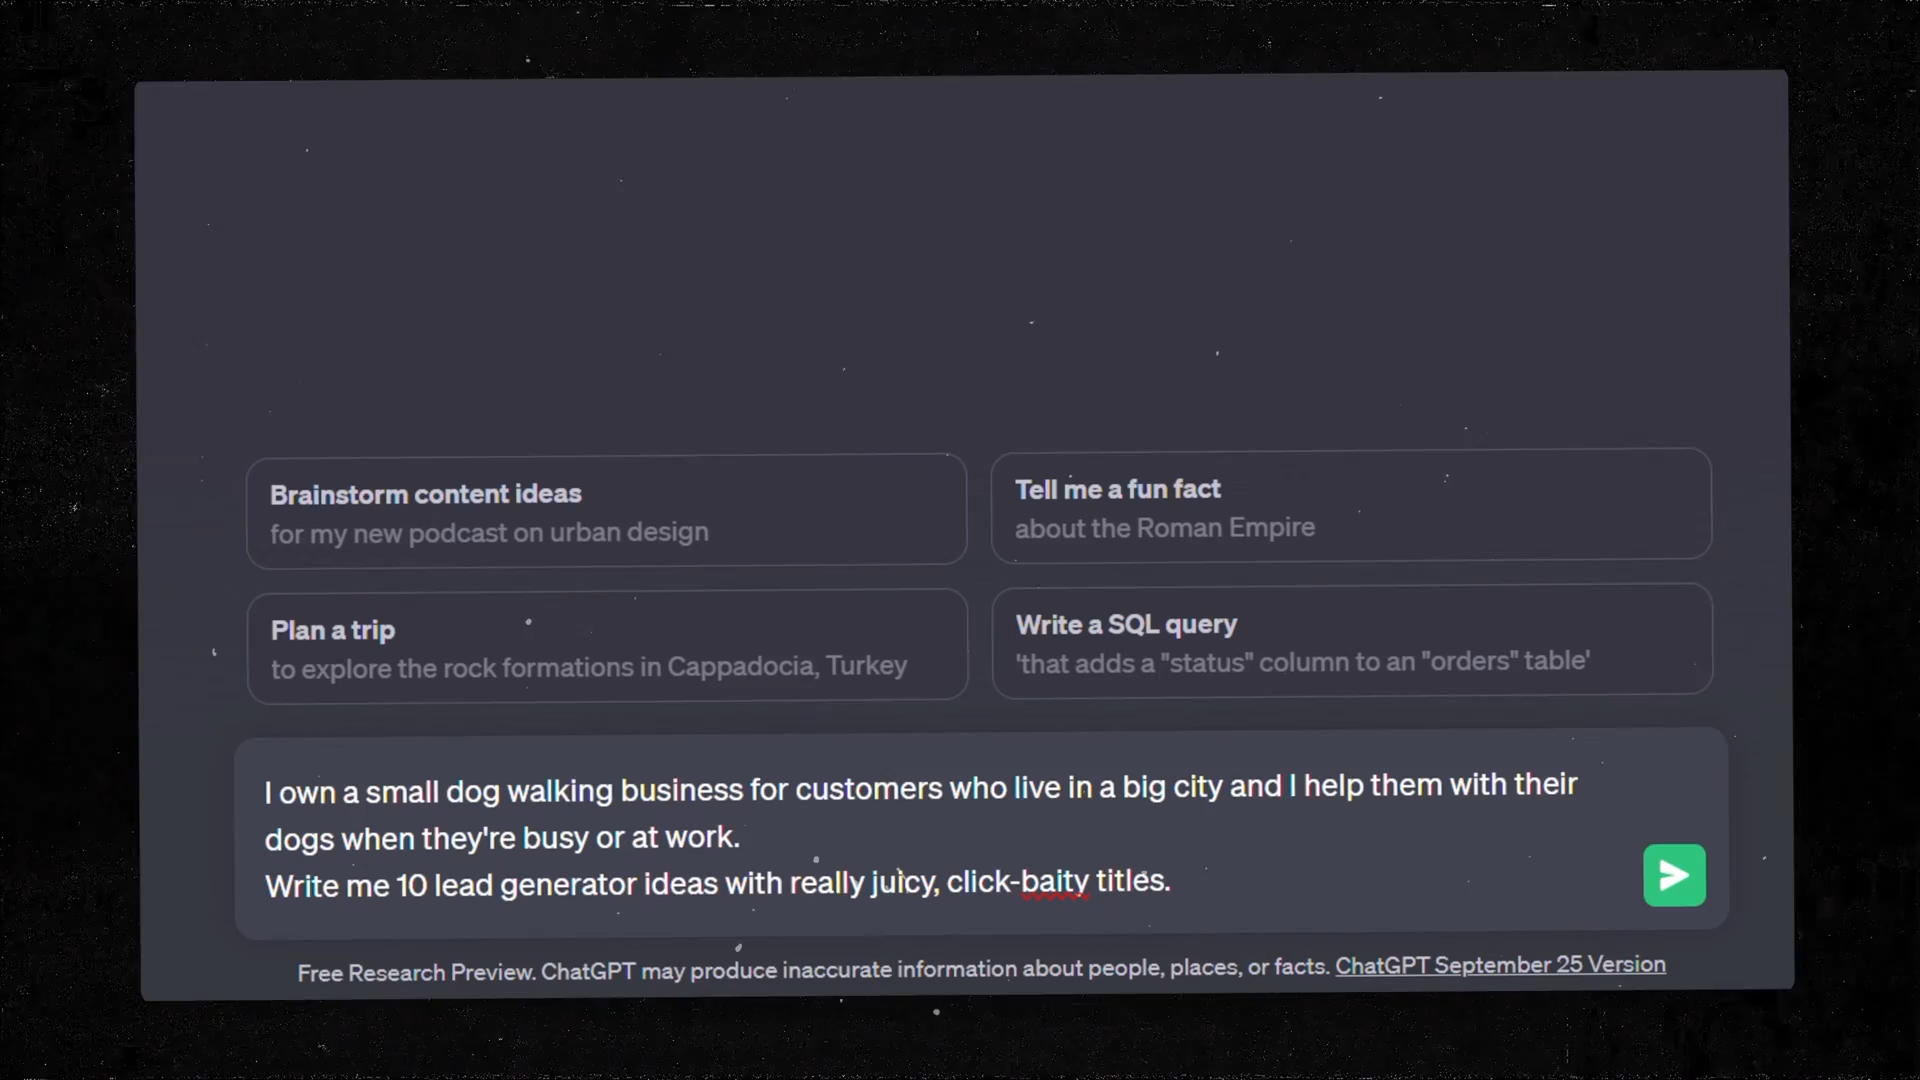 Brainstorm content ideas
for my new podcast on urban design
Tell me a fun fact
about the Roman Empire
Plan a trip
to explore the rock formations in Cappadocia, Turkey
Write a SQL query
'that adds a "status" column to an "orders" table'
I own a small dog walking business for customers who live in a big city and I help them with their
dogs when they're busy or at work.
Write me 10 lead generator ideas with really juicy, click-baity titles.
Free Research Preview. ChatGPT may produce inaccurate information about people, places, or facts. ChatGPT September 25 Version